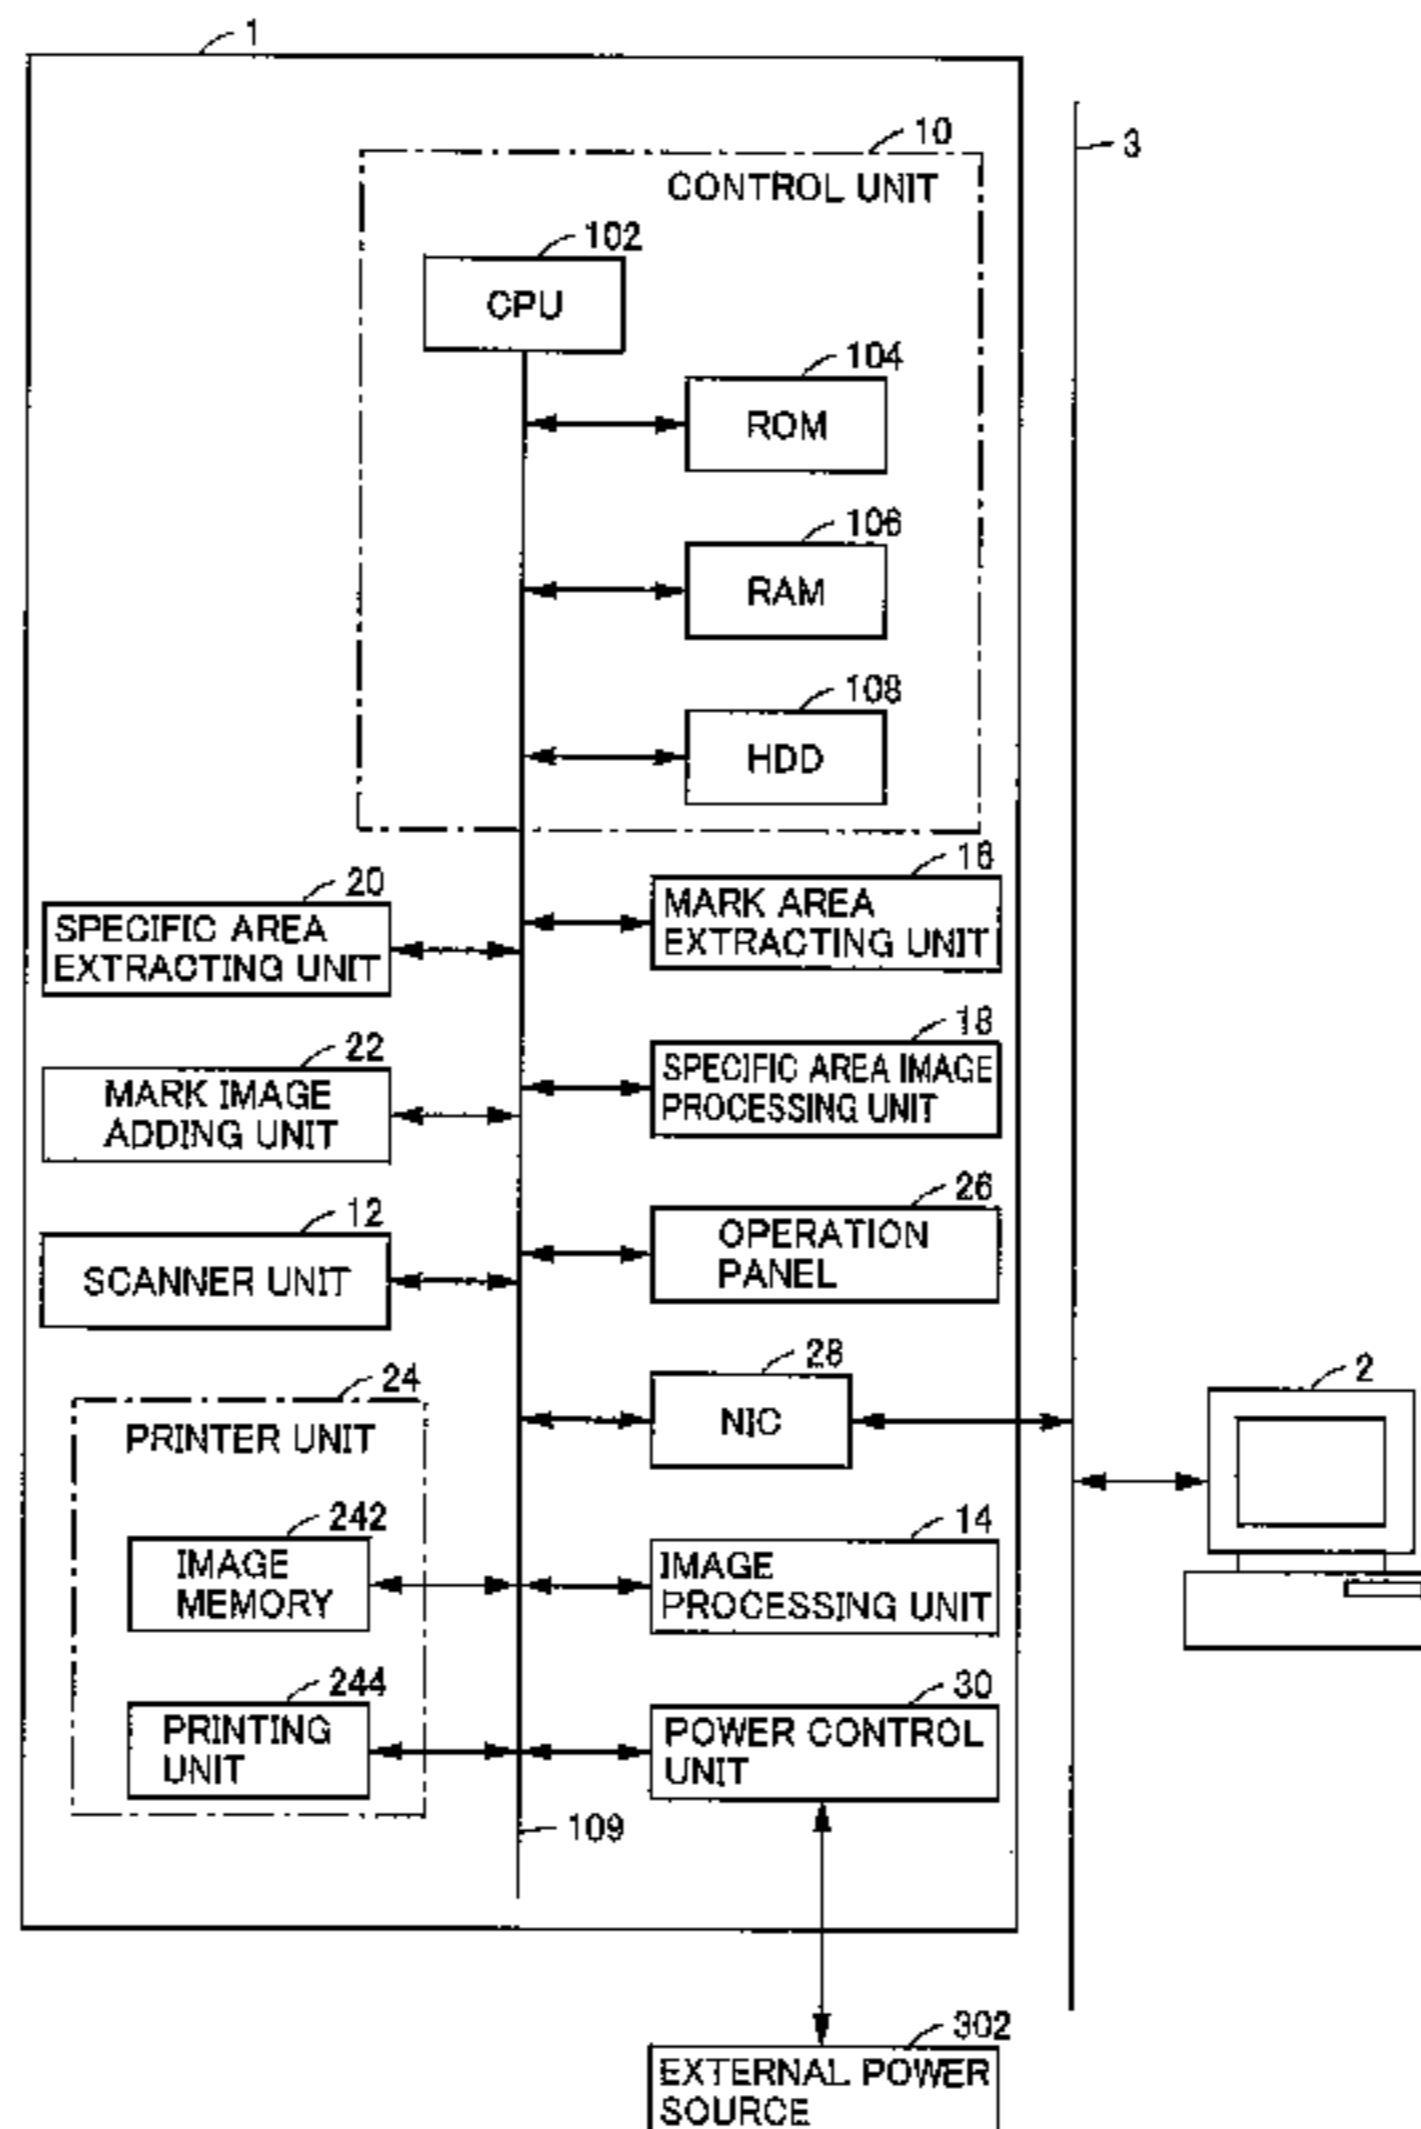 1
10
3
CONTROL UNIT
102
CPU
104
ROM
106
RAM
108
HDD
16
MARK AREA
EXTRACTING UNIT
20
SPECIFIC AREA
EXTRACTING UNIT
18
SPECIFIC AREA IMAGE
PROCESSING UNIT
22
MARK IMAGE
ADDING UNIT
26
OPERATION
PANEL
12
SCANNER UNIT
28
NIC
2
24
PRINTER UNIT
242
IMAGE
MEMORY
14
IMAGE
PROCESSING UNIT
244
PRINTING
UNIT
30
POWER CONTROL
UNIT
109
302
EXTERNAL POWER
SOURCE